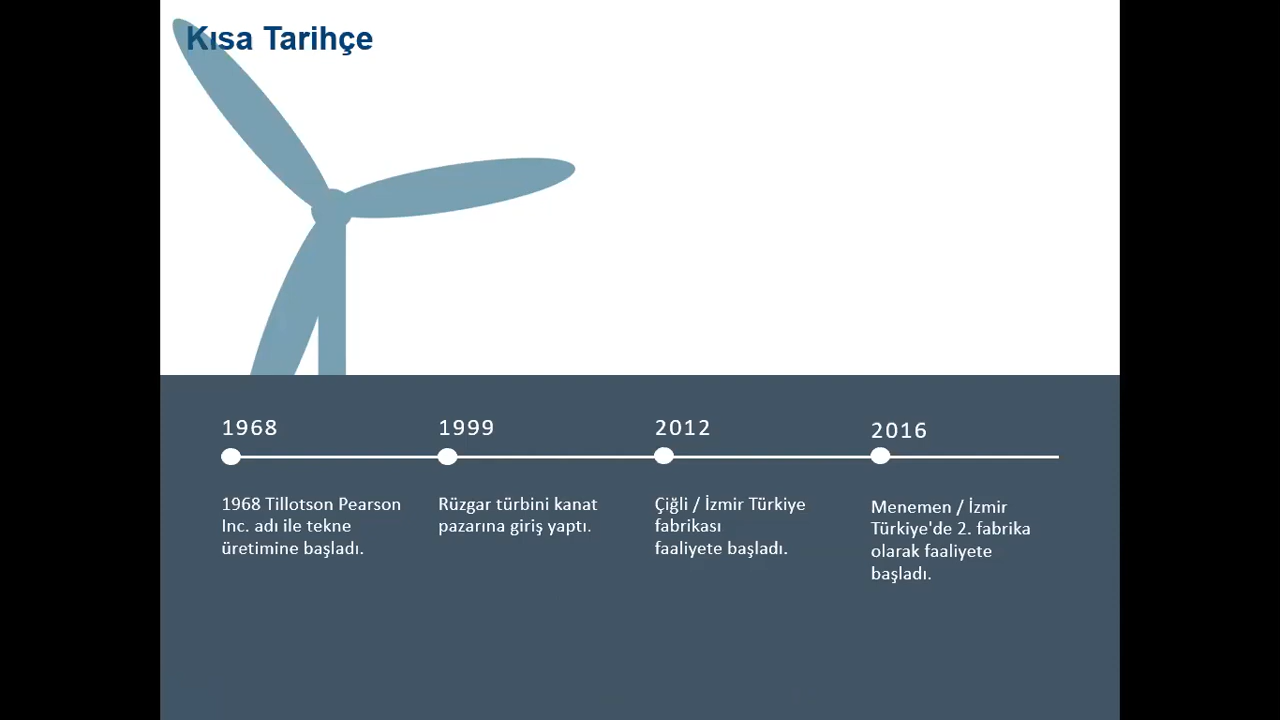 Kısa Tarihçe
1968
1999
2012
2016
1968 Tillotson Pearson
Inc. adı ile tekne
üretimine başladı.
Rüzgar türbini kanat
pazarına giriş yaptı.
Çiğli / İzmir Türkiye
fabrikası
faaliyete başladı.
Menemen / İzmir
Türkiye'de 2. fabrika
olarak faaliyete
başladı.